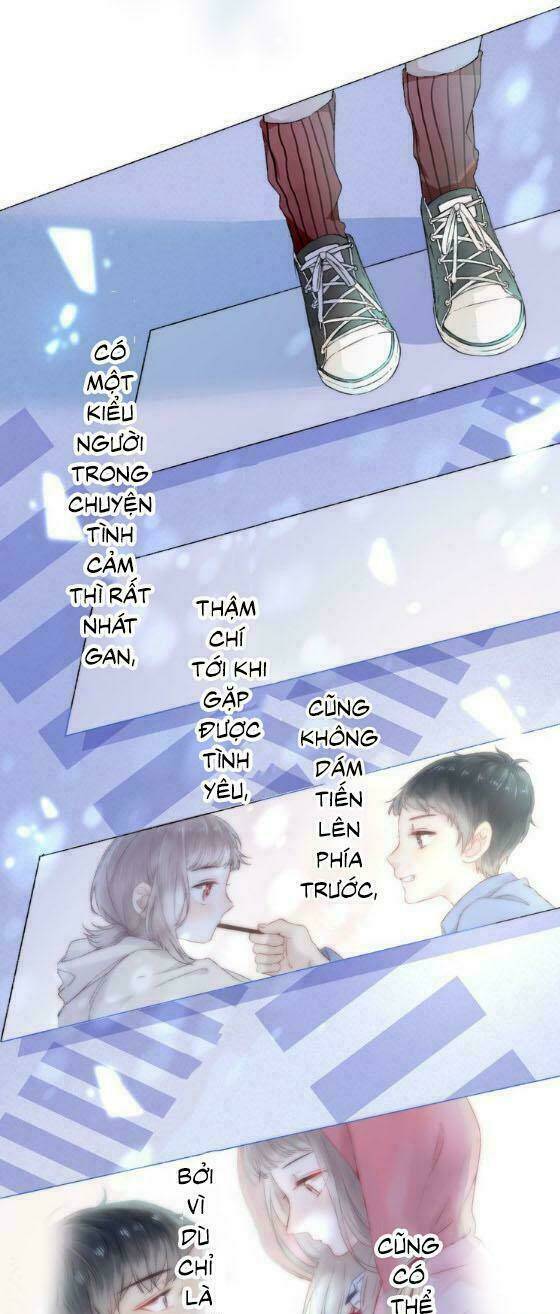 CÓ
MỘT
KIỂU
NGƯỜI
TRONG
CHUYỆN
TÌNH
CẢM
THÌ RẤT
NHÁT
GAN,
THẬM
CHÍ
TỚI KHI
GẶP
ĐƯỢC
TÌNH
YÊU,
CŨNG
KHÔNG
DÁM
TIẾN
LÊN
PHÍA
TRƯỚC,
BỞI
VÌ
DÙ
CHỈ
LÀ
CŨNG
CÓ
THỂ